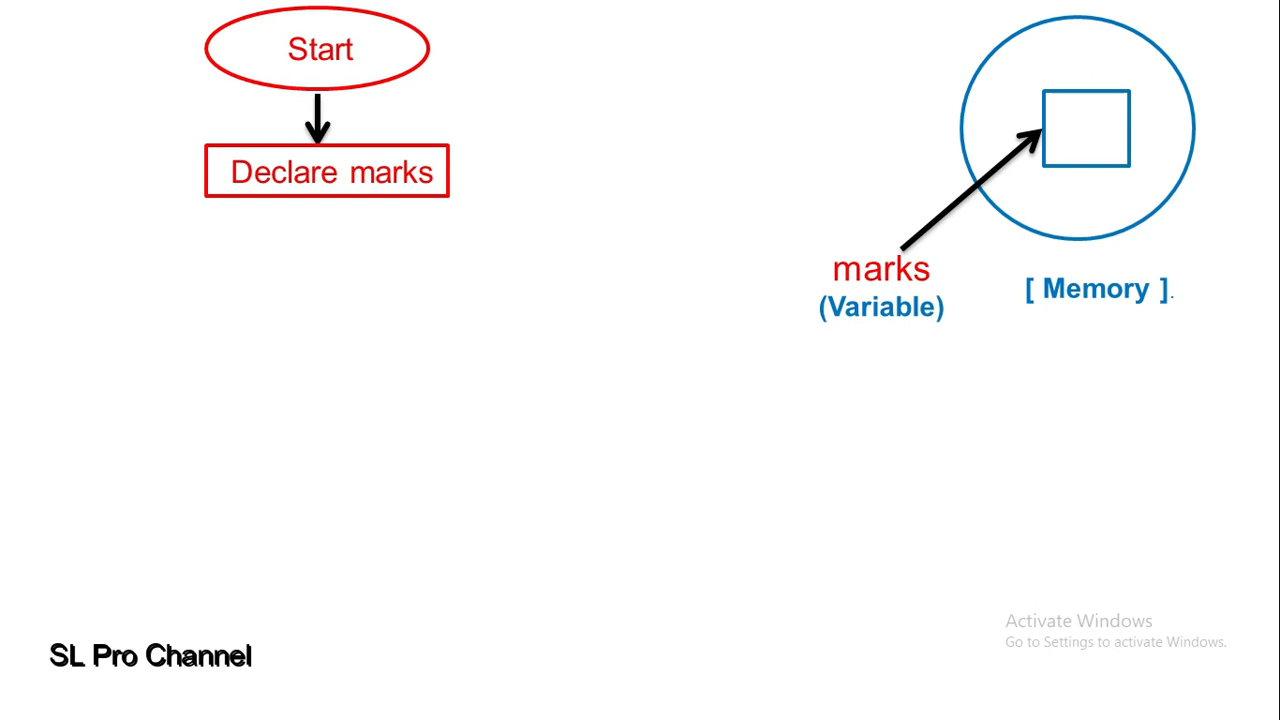 Start
Declare marks
marks
(Variable)
[ Memory ].
SL Pro Channel
Activate Windows
Go to Settings to activate Windows.